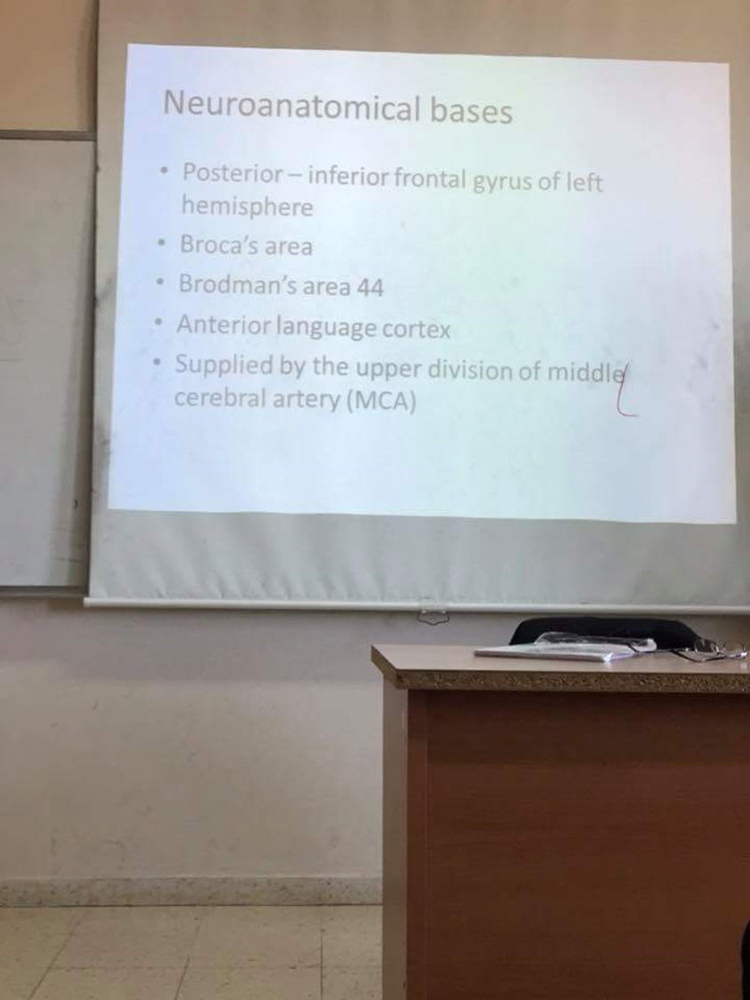 Neuroanatomical bases
• Posterior – inferior frontal gyrus of left
hemisphere
• Broca's area
• Brodman's area 44
• Anterior language cortex
• Supplied by the upper division of middle
cerebral artery (MCA)